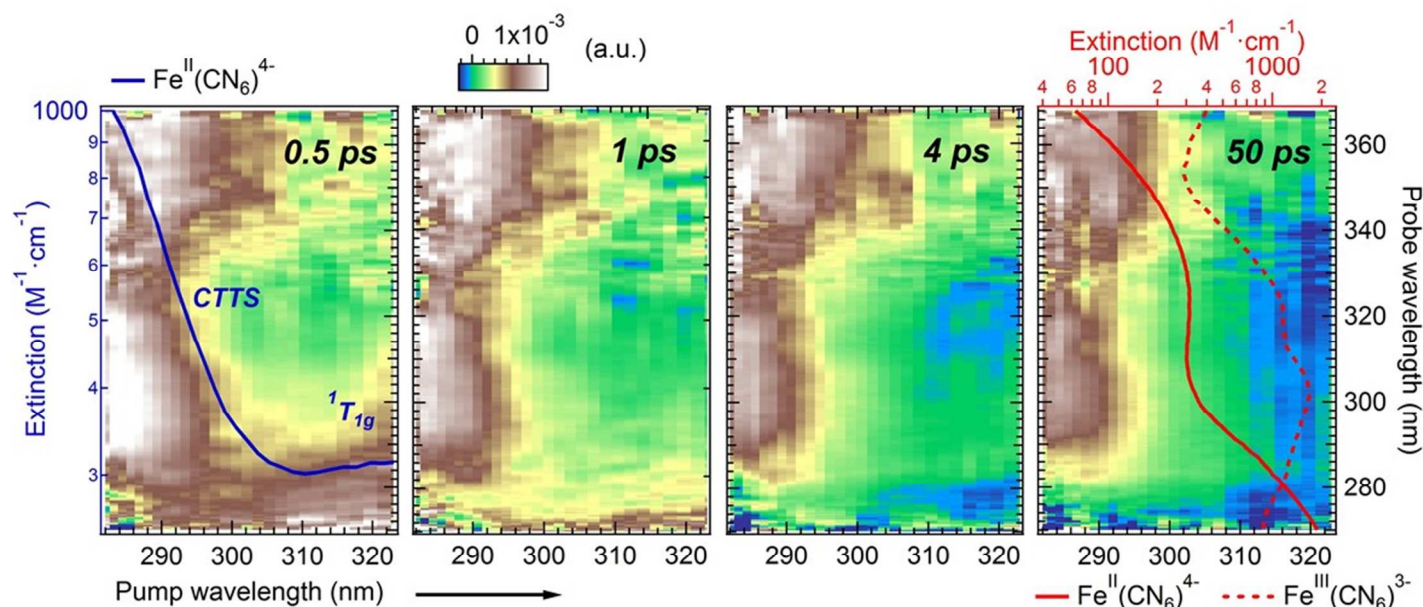 Fe^II(CN6)^4-
0 1x10^-3 (a.u.)
Extinction (M^-1·cm^-1)
100 1000
4 6 8 2 4 6 8 2
1000
9
8
7
6
5
4
3
Extinction (M^-1·cm^-1)
0.5 ps
1 ps
4 ps
50 ps
CTTS
^1T_1g
360
340
320
300
280
Probe wavelength (nm)
290 300 310 320
290 300 310 320
290 300 310 320
290 300 310 320
Pump wavelength (nm)
Fe^II(CN6)^4- Fe^III(CN6)^3-